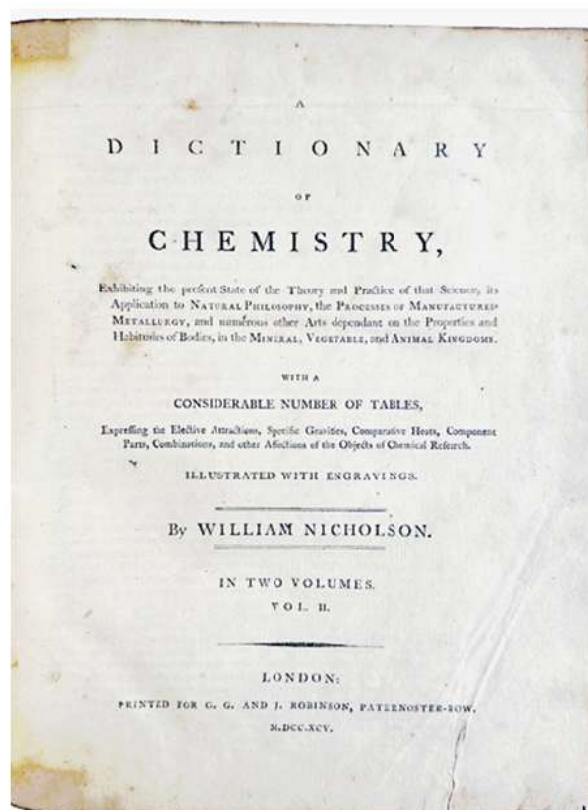 A
DICTIONARY
OF
CHEMISTRY,
Exhibiting the preſent State of the Theory and Practice of that Science, its
Application to NATURAL PHILOSOPHY, the PROCESSES OF MANUFACTURES,
METALLURGY, and numerous other Arts dependant on the Properties and
Habitudes of Bodies, in the MINERAL, VEGETABLE, and ANIMAL KINGDOMS.
WITH A
CONSIDERABLE NUMBER OF TABLES,
Expreſſing the Elective Attractions, Specific Gravities, Comparative Heats, Component
Parts, Combinations, and other Affections of the Objects of Chemical Reſearch.
ILLUSTRATED WITH ENGRAVINGS.
By WILLIAM NICHOLSON.
IN TWO VOLUMES.
VOL. II.
LONDON:
PRINTED FOR G. G. AND J. ROBINSON, PATERNOSTER-ROW.
M.DCC.XCV.